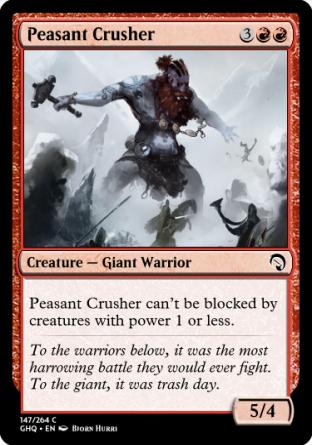 Peasant Crusher 3
Creature — Giant Warrior
Peasant Crusher can't be blocked by
creatures with power 1 or less.
To the warriors below, it was the most
harrowing battle they would ever fight.
To the giant, it was trash day.
147/264 C
GHQ • EN Bjorn Hurri
5/4